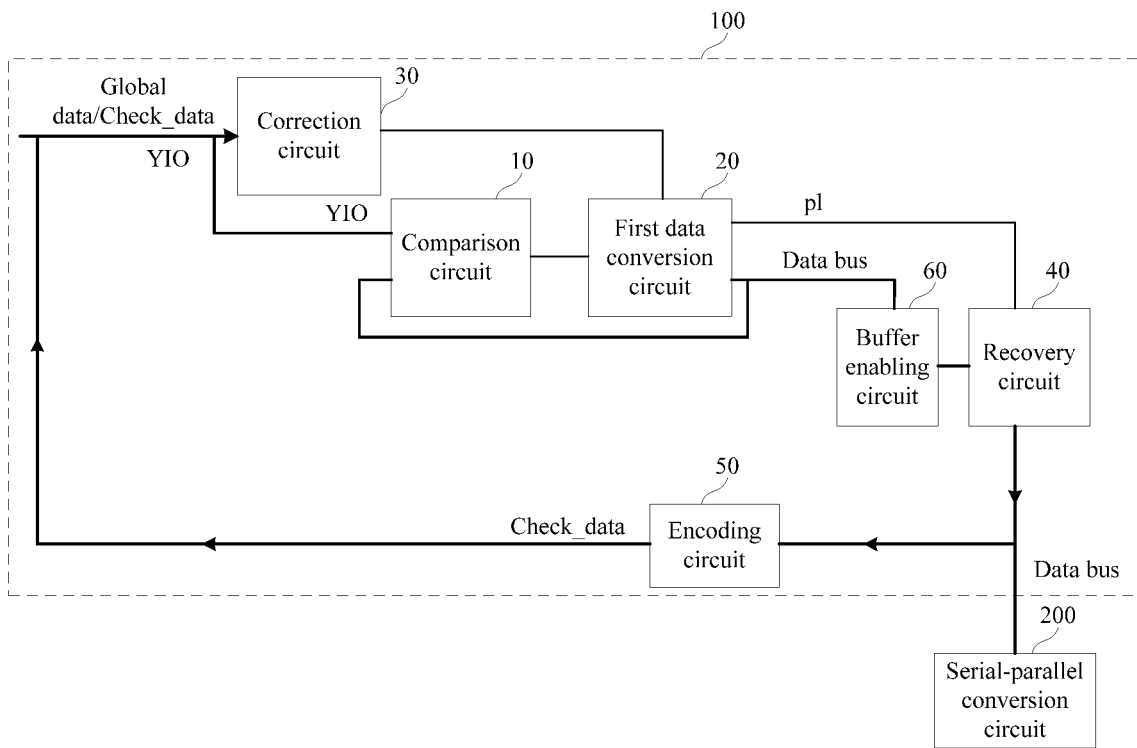 100
Global
data/Check_data
YIO
30
Correction
circuit
10
YIO
Comparison
circuit
20
First data
conversion
circuit
pl
Data bus
60
Buffer
enabling
circuit
40
Recovery
circuit
50
Check_data
Encoding
circuit
Data bus
200
Serial-parallel
conversion
circuit